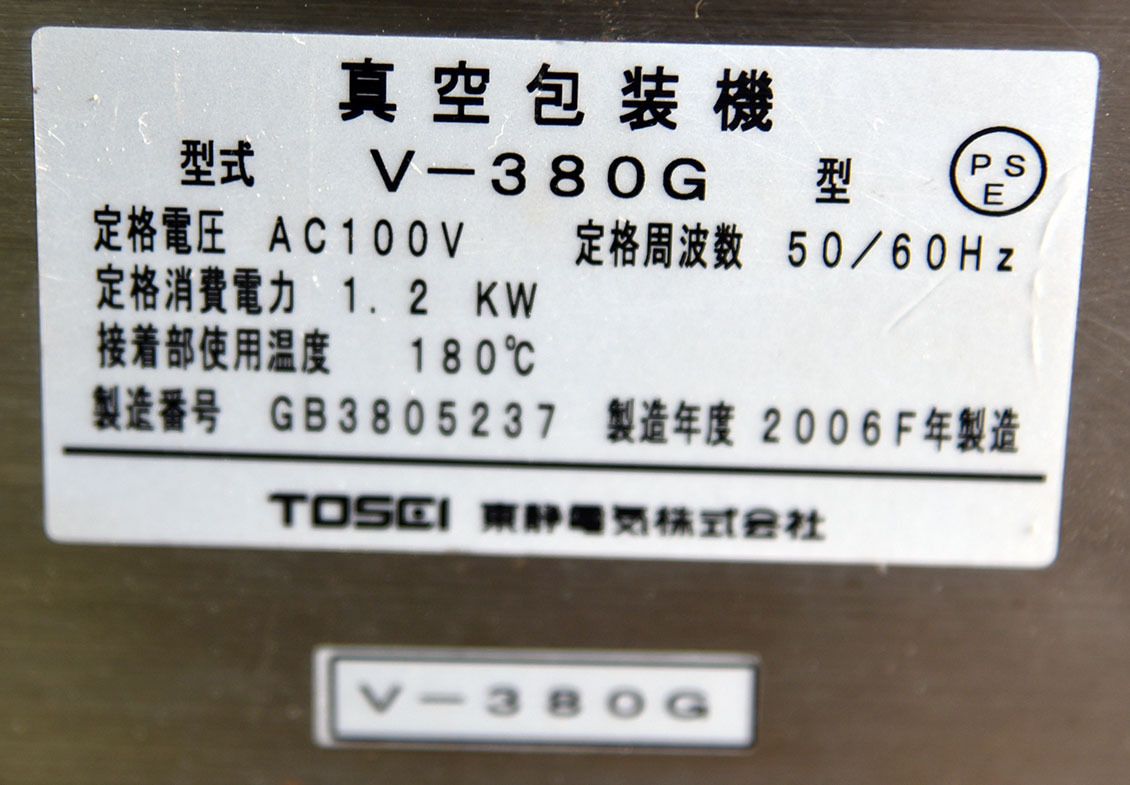 真空包装機
型式 V-380G 型 PSE
定格電圧 AC100V 定格周波数 50/60Hz
定格消費電力 1.2 KW
接着部使用温度 180℃
製造番号 GB3805237 製造年度 2006F年製造
TOSEI 東静電気株式会社
V-380G